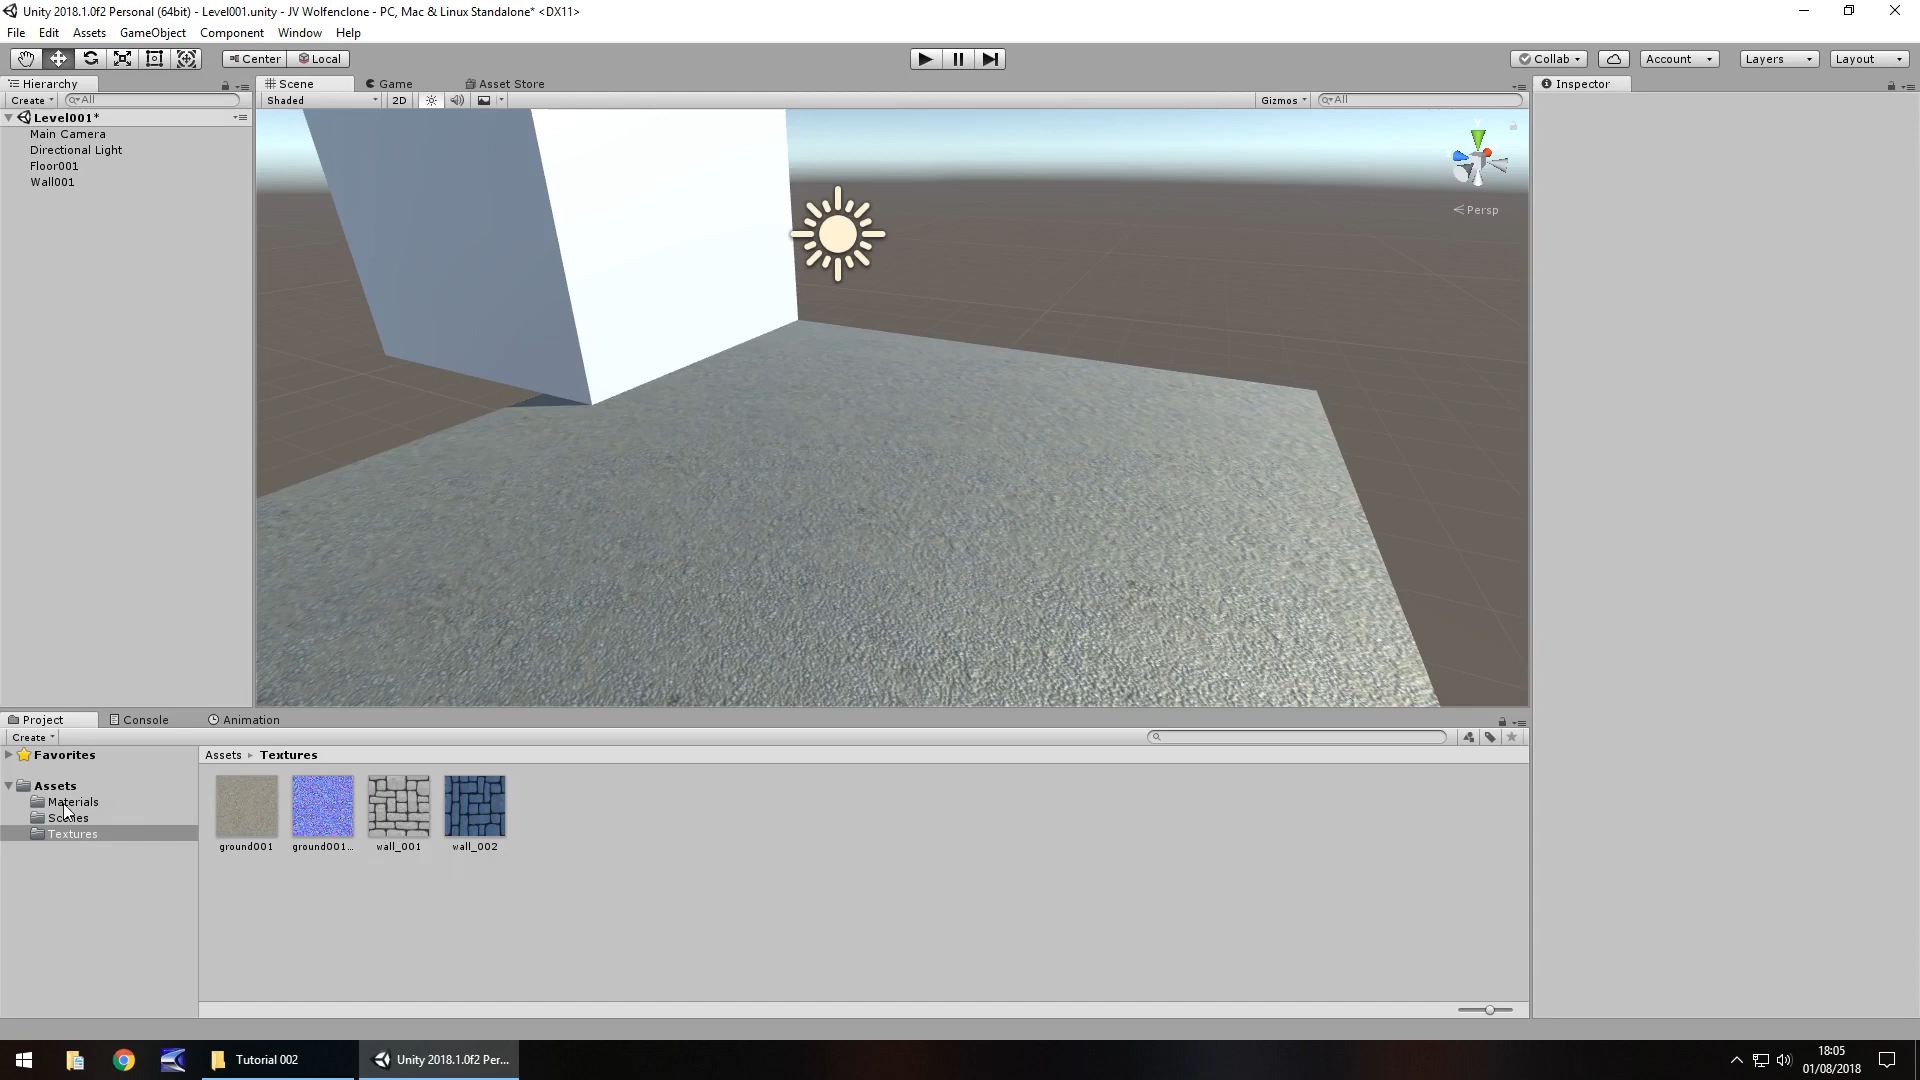 Unity 2018.1.0f2 Personal (64bit) - Level001.unity - JV Wolfenclone - PC, Mac & Linux Standalone* <DX11>
File Edit Assets GameObject Component Window Help
Center Local Collab Account Layers Layout
Hierarchy Scene Game Asset Store Inspector
Create All Shaded 2D Gizmos All
Level001*
Main Camera
Directional Light
Floor001
Wall001
Persp
Project Console Animation
Create
Favorites Assets Textures
Assets
Materials
Scenes
Textures
ground001 ground001... wall_001 wall_002
Tutorial 002 Unity 2018.1.0f2 Per...
18:05
01/08/2018